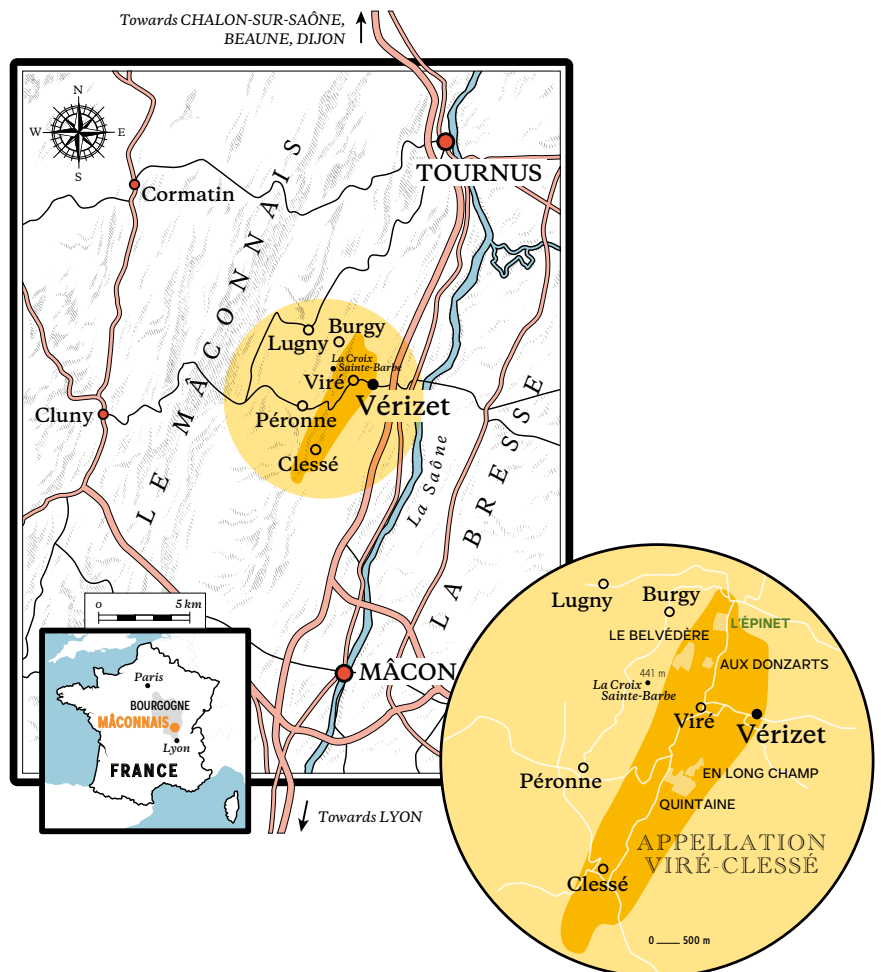 Towards CHALON-SUR-SAÔNE,
BEAUNE, DIJON
N
W
E
S
TOURNUS
Cormatin
LE MÂCONNAIS
Burgy
Lugny
La Croix
Sainte-Barbe
Viré
Vérizet
Cluny
Péronne
Clessé
La Saône
LA BRESSE
0 5 km
MÂCON
Paris
BOURGOGNE
MÂCONNAIS
Lyon
FRANCE
Towards LYON
Lugny
Burgy
L'ÉPINET
LE BELVÉDÈRE
AUX DONZARTS
441 m
La Croix
Sainte-Barbe
Viré
Vérizet
Péronne
EN LONG CHAMP
QUINTAINE
APPELLATION
VIRÉ-CLESSÉ
Clessé
0 500 m